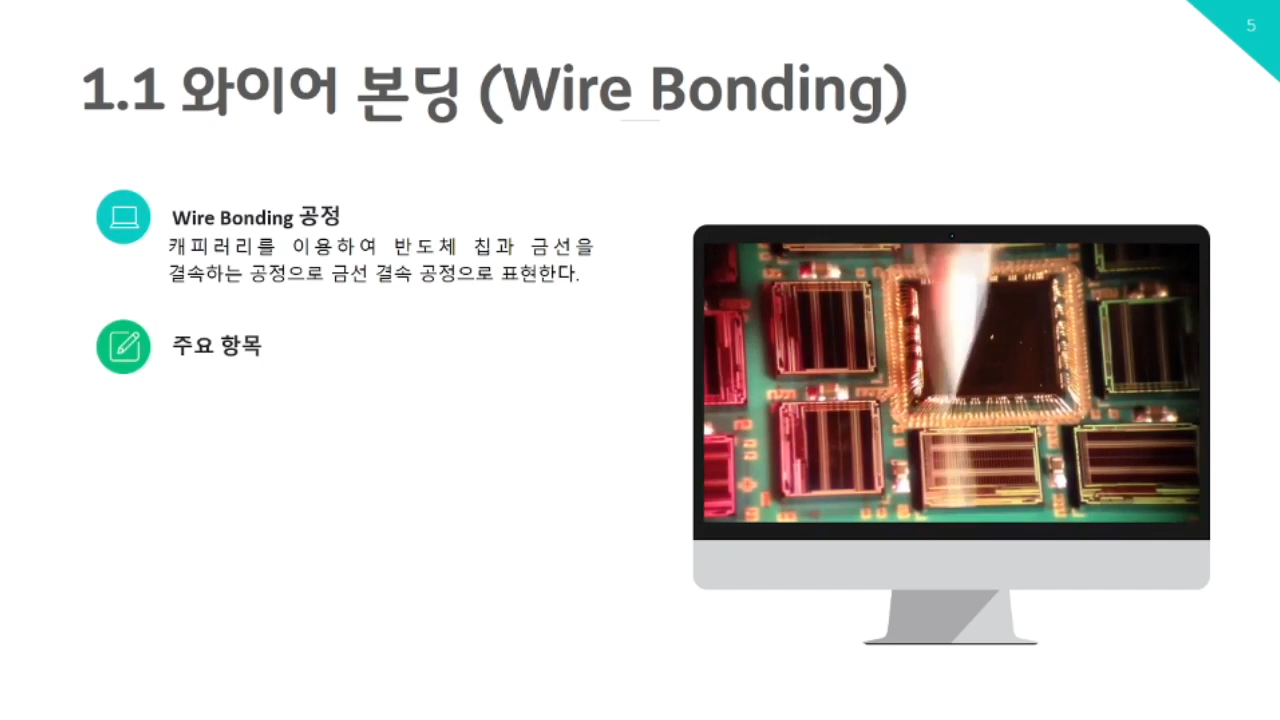 5
1.1 와이어 본딩 (Wire Bonding)
Wire Bonding 공정
캐피러리를 이용하여 반도체 칩과 금선을
결속하는 공정으로 금선 결속 공정으로 표현한다.
주요 항목